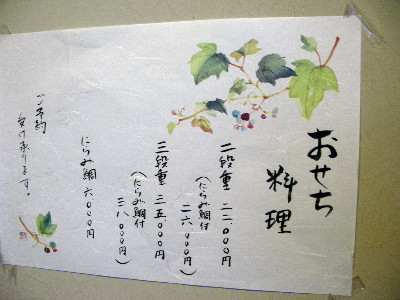 おせち
料理
二段重 二二、〇〇〇円
(にらみ鯛付
二六〇〇〇円)
三段重 三五、〇〇〇円
(にらみ鯛付
三八〇〇〇円)
にらみ鯛 六〇〇〇円
ご予約
受け承ります。